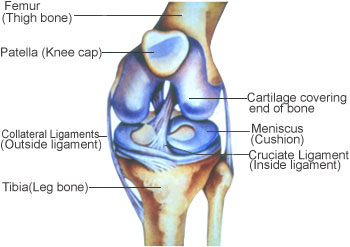 Femur
(Thigh bone)
Patella (Knee cap)
Cartilage covering
end of bone
Collateral Ligaments
(Outside ligament)
Meniscus
(Cushion)
Cruciate Ligament
(Inside ligament)
Tibia(Leg bone)